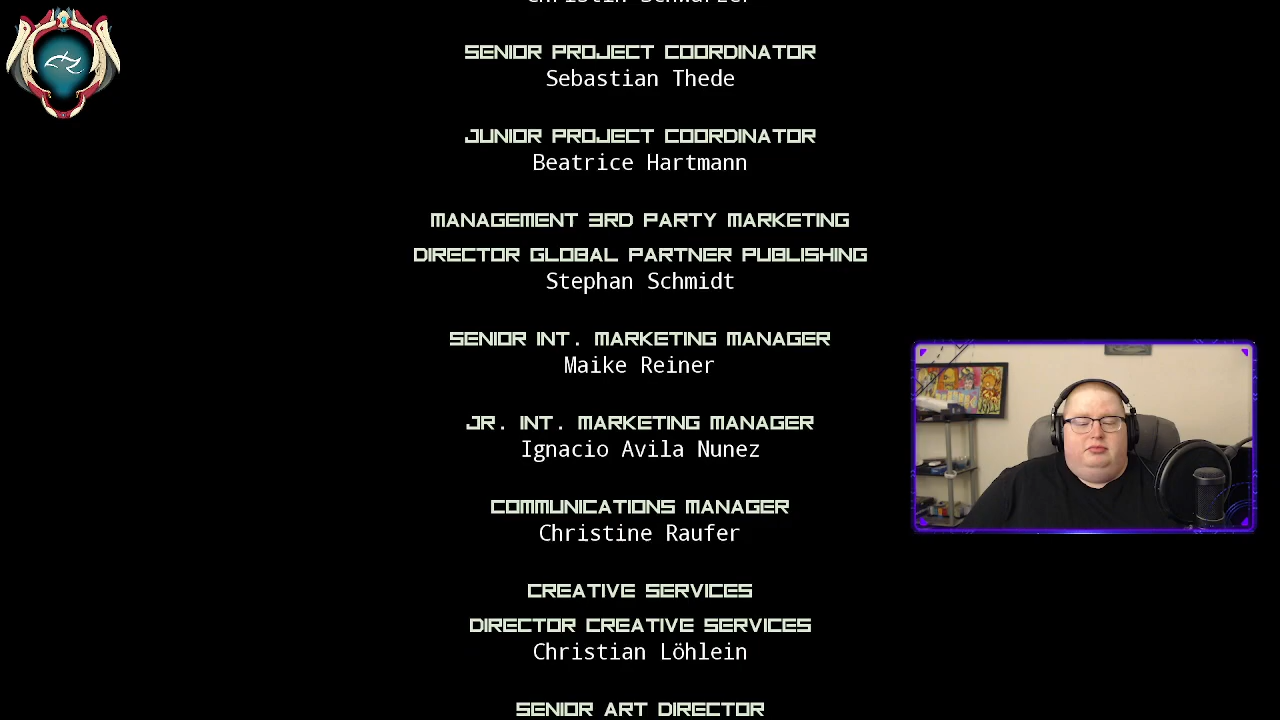 Christin Schwarzer
SENIOR PROJECT COORDINATOR
Sebastian Thede
JUNIOR PROJECT COORDINATOR
Beatrice Hartmann
MANAGEMENT 3RD PARTY MARKETING
DIRECTOR GLOBAL PARTNER PUBLISHING
Stephan Schmidt
SENIOR INT. MARKETING MANAGER
Maike Reiner
JR. INT. MARKETING MANAGER
Ignacio Avila Nunez
COMMUNICATIONS MANAGER
Christine Raufer
CREATIVE SERVICES
DIRECTOR CREATIVE SERVICES
Christian Löhlein
SENIOR ART DIRECTOR